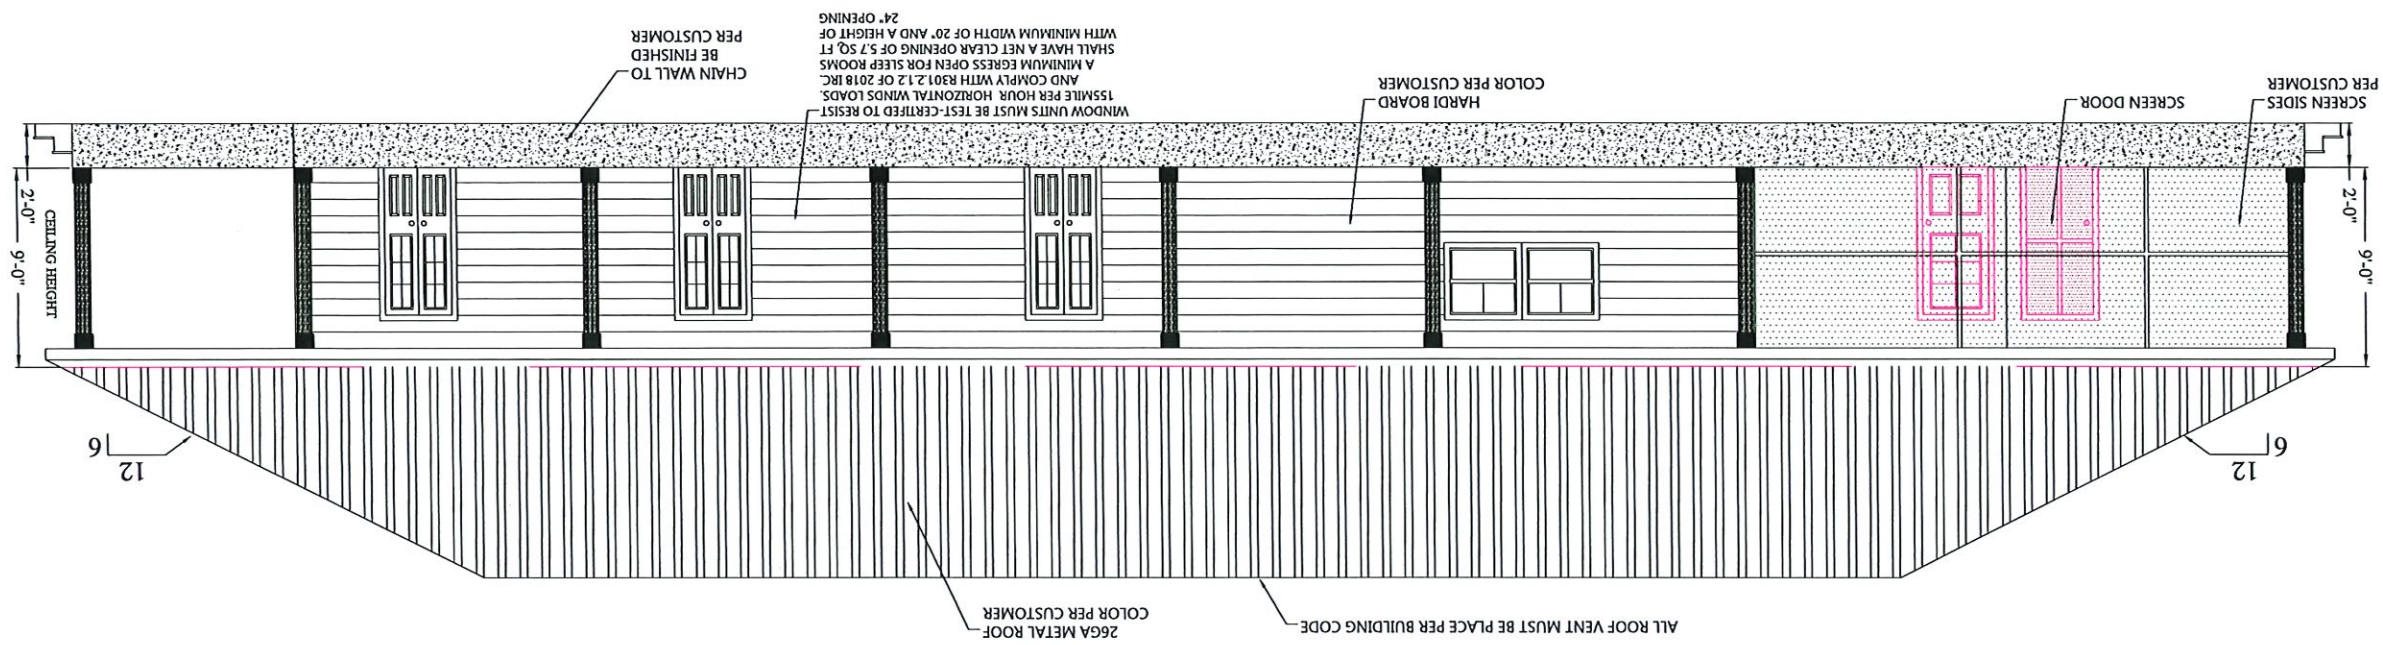 ALL ROOF VENT MUST BE PLACE PER BUILDING CODE
26GA METAL ROOF
COLOR PER CUSTOMER
12
6
12
6
9'-0"
2'-0"
9'-0"
CEILING HEIGHT
2'-0"
SCREEN SIDES
PER CUSTOMER
SCREEN DOOR
HARDI BOARD
COLOR PER CUSTOMER
WINDOW UNITS MUST BE TEST-CERTIFED TO RESIST
155MILE PER HOUR HORIZONTAL WINDS LOADS.
AND COMPLY WITH R301.2.1.2 OF 2018 IRC
A MINIMUM EGRESS OPEN FOR SLEEP ROOMS
SHALL HAVE A NET CLEAR OPENING OF 5.7 SQ, FT
WITH MINIMUM WIDTH OF 20" AND A HEIGHT OF
24" OPENING
CHAIN WALL TO
BE FINISHED
PER CUSTOMER